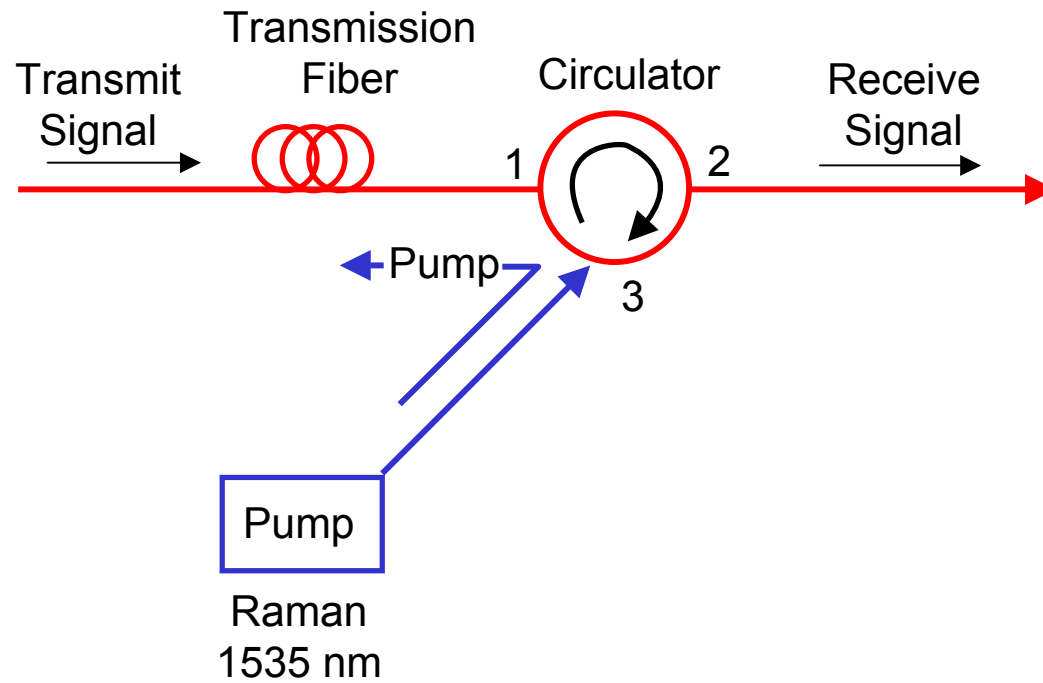 Transmission
Fiber
Transmit
Signal
Circulator
Receive
Signal
1
2
Pump
3
Pump
Raman
1535 nm